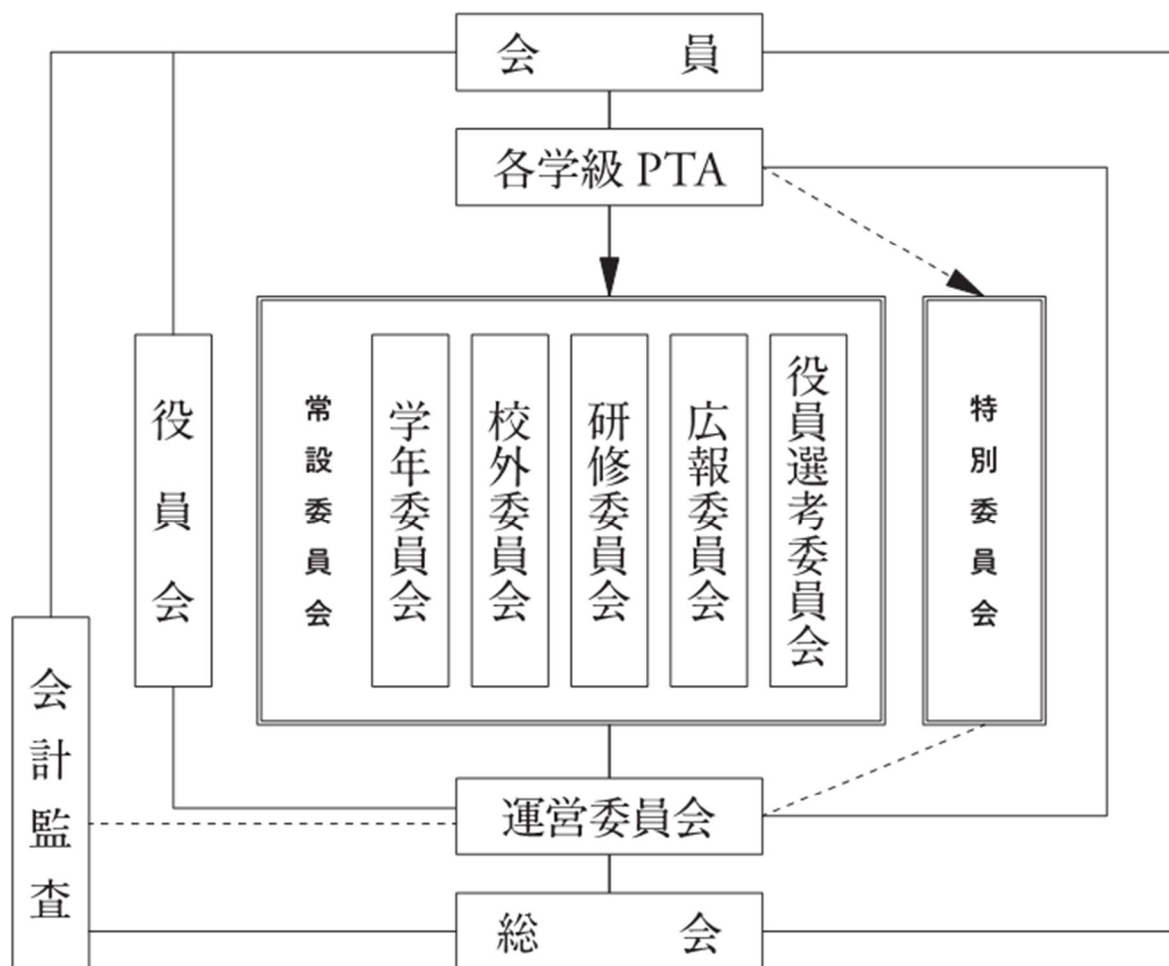 会員
各学級 PTA
役員会
常設委員会
学年委員会
校外委員会
研修委員会
広報委員会
役員選考委員会
特別委員会
会計監査
運営委員会
総会